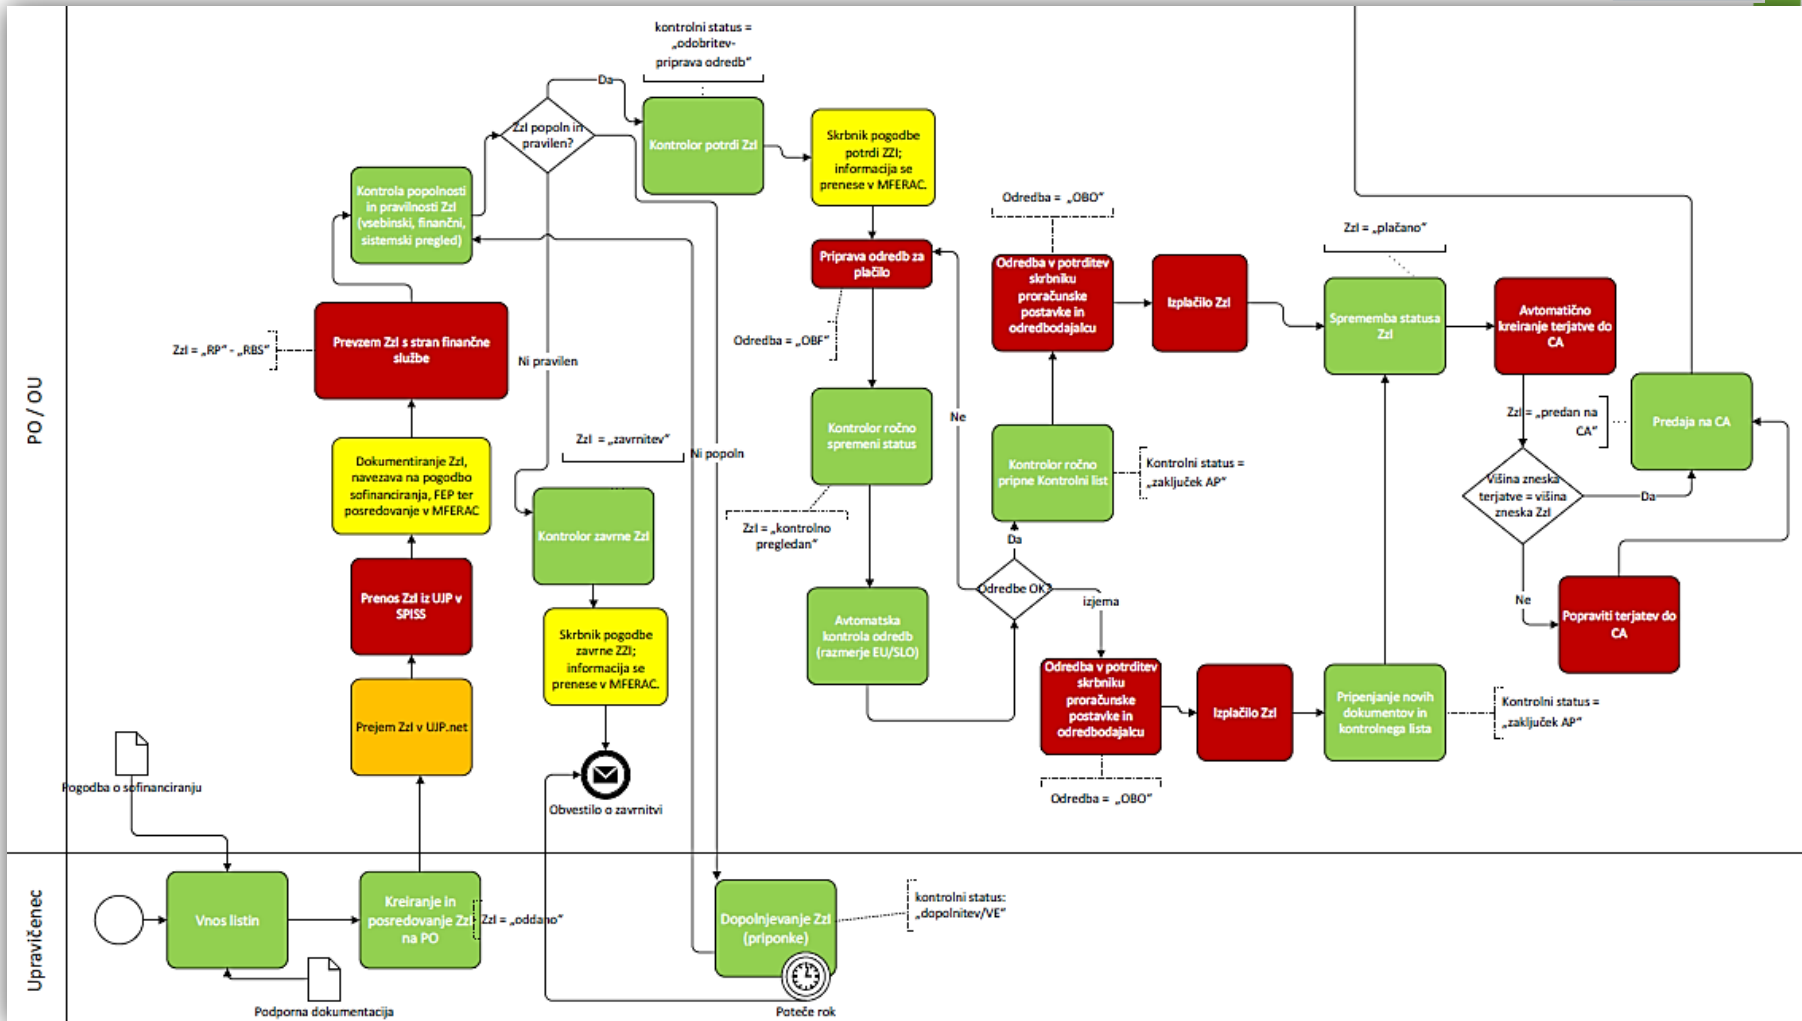 kontrolni status =
„odobritev-
priprava odredb“
Da
Zzl popoln in
pravilen?
Kontrolor potrdi Zzl
Skrbnik pogodbe
potrdi ZZI;
informacija se
prenese v MFERAC.
Kontrola popolnosti
in pravilnosti Zzl
(vsebinski, finančni,
sistemski pregled)
Priprava odredb za
plačilo
Odredba = „OBO“
Odredba v potrditev
skrbniku
proračunske
postavke in
odredbodajalcu
Izplačilo Zzl
Zzl = „plačano“
Sprememba statusa
Zzl
Avtomatično
kreiranje terjatve do
CA
Zzl = „RP“ - „RBS“
Prevzem Zzl s stran finančne
službe
Ni pravilen
Odredba = „OBF“
PO / OU
Zzl = „predan na
CA“
Predaja na CA
Ne
Kontrolor ročno
spremeni status
Zzl = „zavrnitev“
Ni popoln
Dokumentiranje Zzl,
navezava na pogodbo
sofinanciranja, FEP ter
posredovanje v MFERAC
Kontrolor ročno
pripne Kontrolni list
Kontrolni status =
„zaključek AP“
Višina zneska
terjatve = višina
zneska Zzl
Da
Kontrolor zavrne Zzl
Zzl = „kontrolno
pregledan“
Da
Prenos Zzl iz UJP v
SPISS
Odredbe OK?
izjema
Ne
Popraviti terjatev do
CA
Avtomatska
kontrola odredb
(razmerje EU/SLO)
Skrbnik pogodbe
zavrne ZZI;
informacija se
prenese v MFERAC.
Odredba v potrditev
skrbniku
proračunske
postavke in
odredbodajalcu
Izplačilo Zzl
Pripenjanje novih
dokumentov in
kontrolnega lista
Kontrolni status =
„zaključek AP“
Prejem Zzl v UJP.net
Pogodba o sofinanciranju
Obvestilo o zavrnitvi
Odredba = „OBO“
Upravičenec
Vnos listin
Kreiranje in
posredovanje Zzl
na PO
Zzl = „oddano“
Dopolnjevanje Zzl
(priponke)
kontrolni status:
„dopolnitev/VE“
Podporna dokumentacija
Poteče rok